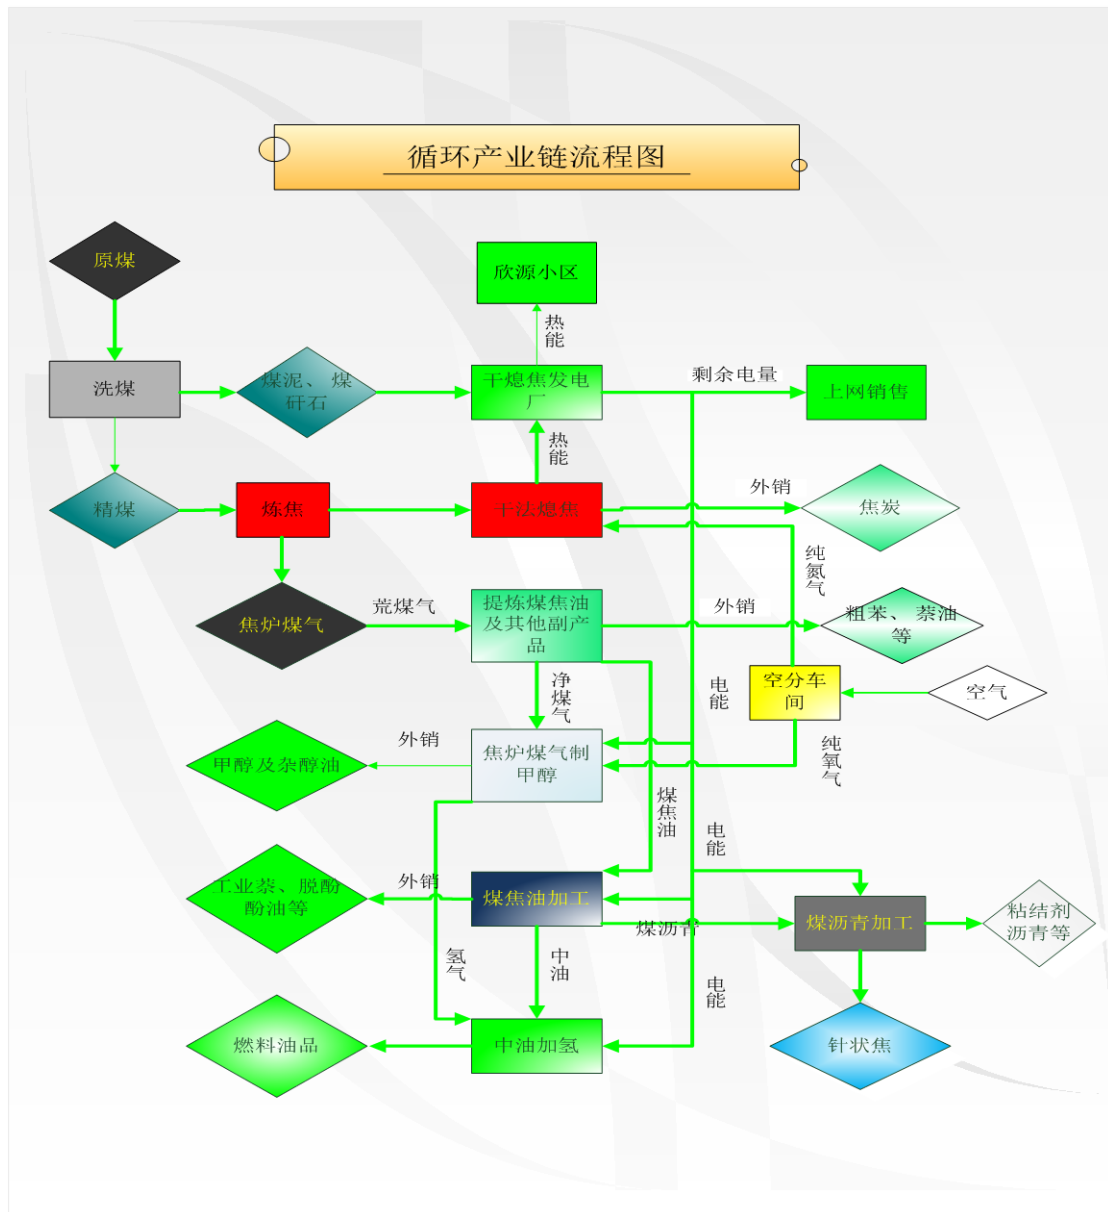 循环产业链流程图
原煤
欣源小区
热
能
洗煤
煤泥、 煤
矸石
干熄焦发电
厂
剩余电量
上网销售
热
能
精煤
炼焦
干法熄焦
外销
焦炭
纯
氮
气
焦炉煤气
荒煤气
提炼煤焦油
及其他副产
品
外销
粗苯、 萘油
等
净
煤
气
电
能
空分车
间
空气
甲醇及杂醇油
外销
焦炉煤气制
甲醇
纯
氧
气
煤
焦
油
电
能
工业萘、脱酚
酚油等
外销
煤焦油加工
煤沥青
煤沥青加工
粘结剂
沥青等
氢
气
中
油
电
能
燃料油品
中油加氢
针状焦